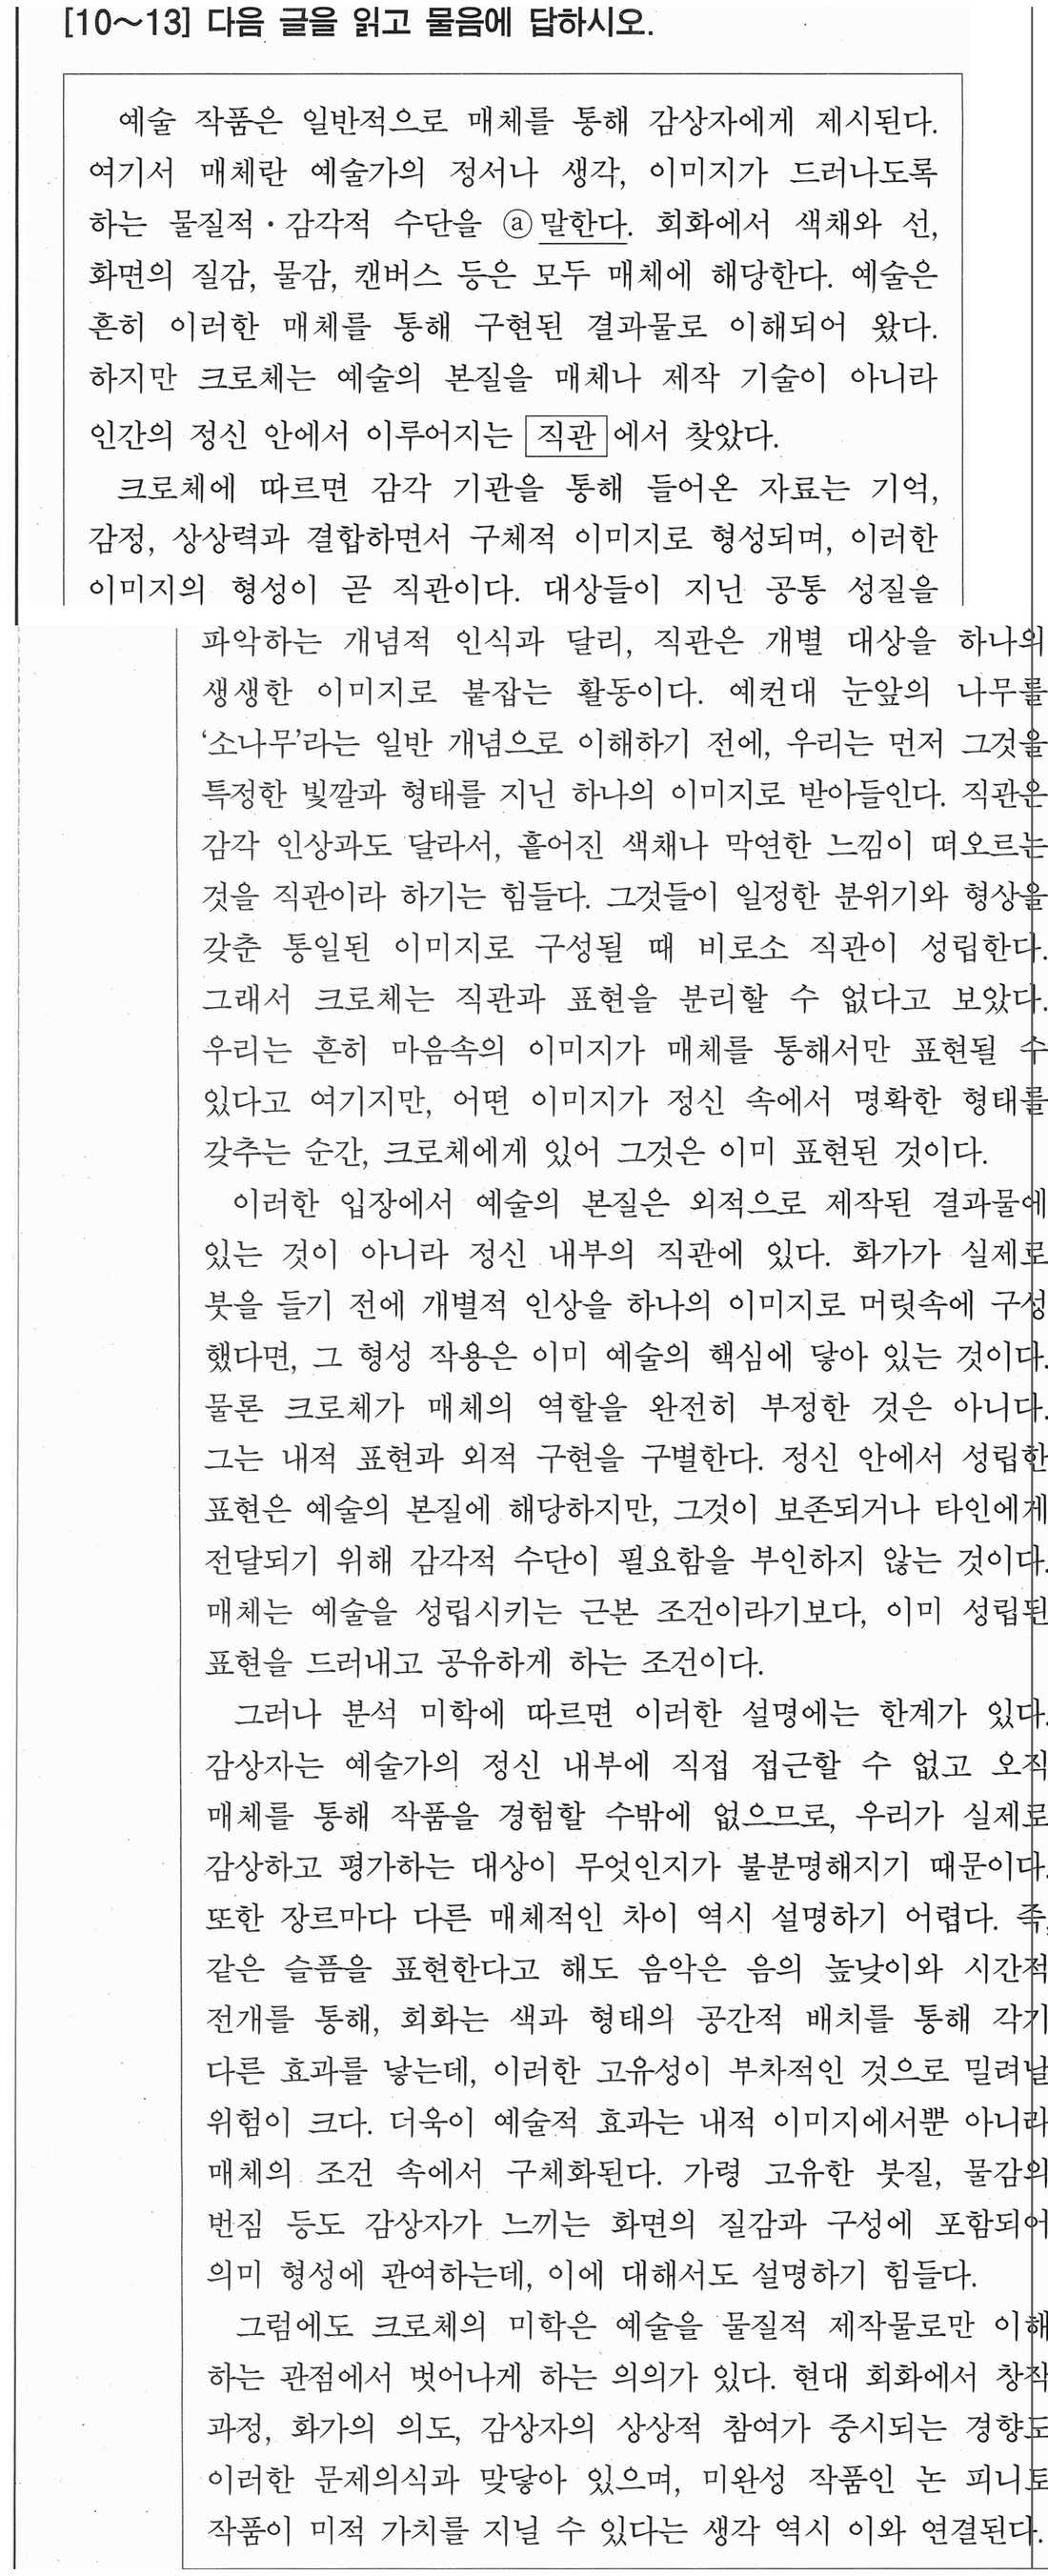 [10~13] 다음 글을 읽고 물음에 답하시오.
예술 작품은 일반적으로 매체를 통해 감상자에게 제시된다.
여기서 매체란 예술가의 정서나 생각, 이미지가 드러나도록
하는 물질적·감각적 수단을 ⓐ말한다. 회화에서 색채와 선,
화면의 질감, 물감, 캔버스 등은 모두 매체에 해당한다. 예술은
흔히 이러한 매체를 통해 구현된 결과물로 이해되어 왔다.
하지만 크로체는 예술의 본질을 매체나 제작 기술이 아니라
인간의 정신 안에서 이루어지는 직관에서 찾았다.
크로체에 따르면 감각 기관을 통해 들어온 자료는 기억,
감정, 상상력과 결합하면서 구체적 이미지로 형성되며, 이러한
이미지의 형성이 곧 직관이다. 대상들이 지닌 공통 성질을
파악하는 개념적 인식과 달리, 직관은 개별 대상을 하나의
생생한 이미지로 붙잡는 활동이다. 예컨대 눈앞의 나무를
‘소나무’라는 일반 개념으로 이해하기 전에, 우리는 먼저 그것을
특정한 빛깔과 형태를 지닌 하나의 이미지로 받아들인다. 직관은
감각 인상과도 달라서, 흩어진 색채나 막연한 느낌이 떠오르는
것을 직관이라 하기는 힘들다. 그것들이 일정한 분위기와 형상을
갖춘 통일된 이미지로 구성될 때 비로소 직관이 성립한다.
그래서 크로체는 직관과 표현을 분리할 수 없다고 보았다.
우리는 흔히 마음속의 이미지가 매체를 통해서만 표현될 수
있다고 여기지만, 어떤 이미지가 정신 속에서 명확한 형태를
갖추는 순간, 크로체에게 있어 그것은 이미 표현된 것이다.
이러한 입장에서 예술의 본질은 외적으로 제작된 결과물에
있는 것이 아니라 정신 내부의 직관에 있다. 화가가 실제로
붓을 들기 전에 개별적 인상을 하나의 이미지로 머릿속에 구성
했다면, 그 형성 작용은 이미 예술의 핵심에 닿아 있는 것이다.
물론 크로체가 매체의 역할을 완전히 부정한 것은 아니다.
그는 내적 표현과 외적 구현을 구별한다. 정신 안에서 성립한
표현은 예술의 본질에 해당하지만, 그것이 보존되거나 타인에게
전달되기 위해 감각적 수단이 필요함을 부인하지 않는 것이다.
매체는 예술을 성립시키는 근본 조건이라기보다, 이미 성립된
표현을 드러내고 공유하게 하는 조건이다.
그러나 분석 미학에 따르면 이러한 설명에는 한계가 있다.
감상자는 예술가의 정신 내부에 직접 접근할 수 없고 오직
매체를 통해 작품을 경험할 수밖에 없으므로, 우리가 실제로
감상하고 평가하는 대상이 무엇인지가 불분명해지기 때문이다.
또한 장르마다 다른 매체적인 차이 역시 설명하기 어렵다. 즉,
같은 슬픔을 표현한다고 해도 음악은 음의 높낮이와 시간적
전개를 통해, 회화는 색과 형태의 공간적 배치를 통해 각기
다른 효과를 낳는데, 이러한 고유성이 부차적인 것으로 밀려날
위험이 크다. 더욱이 예술적 효과는 내적 이미지에서뿐 아니라
매체의 조건 속에서 구체화된다. 가령 고유한 붓질, 물감의
번짐 등도 감상자가 느끼는 화면의 질감과 구성에 포함되어
의미 형성에 관여하는데, 이에 대해서도 설명하기 힘들다.
그럼에도 크로체의 미학은 예술을 물질적 제작물로만 이해
하는 관점에서 벗어나게 하는 의의가 있다. 현대 회화에서 창작
과정, 화가의 의도, 감상자의 상상적 참여가 중시되는 경향도
이러한 문제의식과 맞닿아 있으며, 미완성 작품인 논 피니토
작품이 미적 가치를 지닐 수 있다는 생각 역시 이와 연결된다.